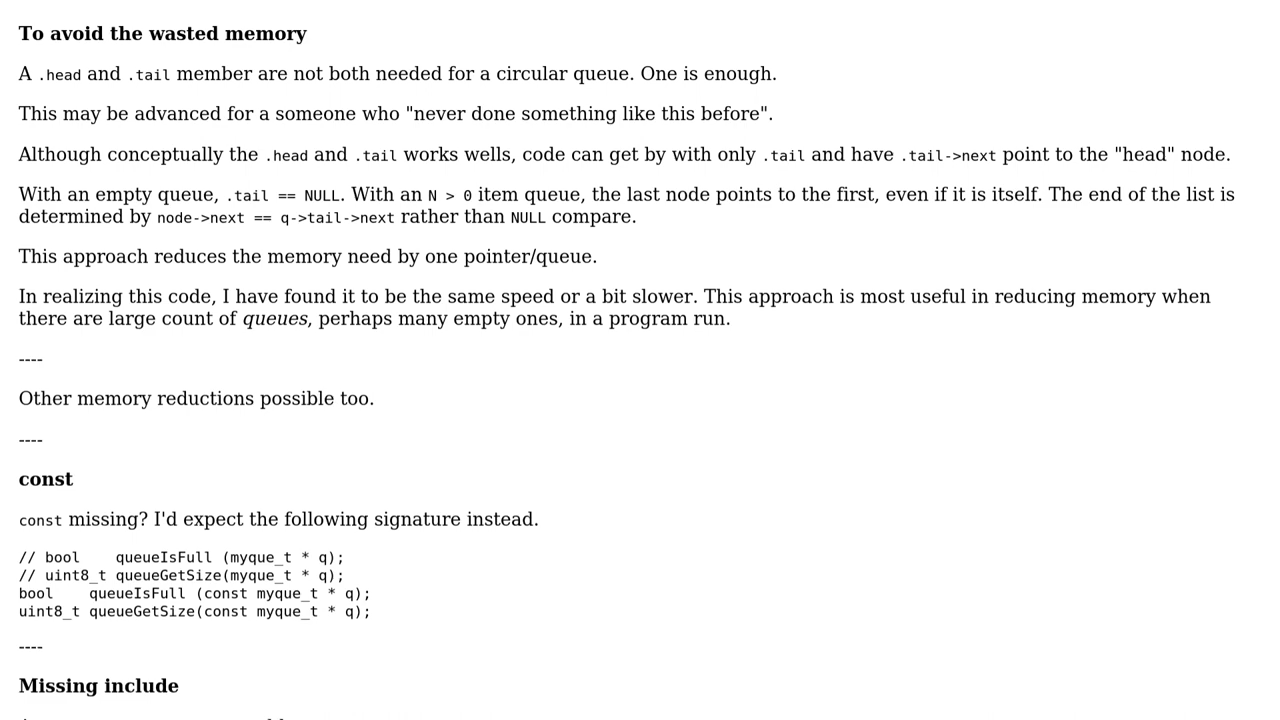 To avoid the wasted memory
A .head and .tail member are not both needed for a circular queue. One is enough.
This may be advanced for a someone who "never done something like this before".
Although conceptually the .head and .tail works wells, code can get by with only .tail and have .tail->next point to the "head" node.
With an empty queue, .tail == NULL. With an N > 0 item queue, the last node points to the first, even if it is itself. The end of the list is
determined by node->next == q->tail->next rather than NULL compare.
This approach reduces the memory need by one pointer/queue.
In realizing this code, I have found it to be the same speed or a bit slower. This approach is most useful in reducing memory when
there are large count of queues, perhaps many empty ones, in a program run.
----
Other memory reductions possible too.
----
const
const missing? I'd expect the following signature instead.
// bool    queueIsFull (myque_t * q);
// uint8_t queueGetSize(myque_t * q);
bool    queueIsFull (const myque_t * q);
uint8_t queueGetSize(const myque_t * q);
----
Missing include